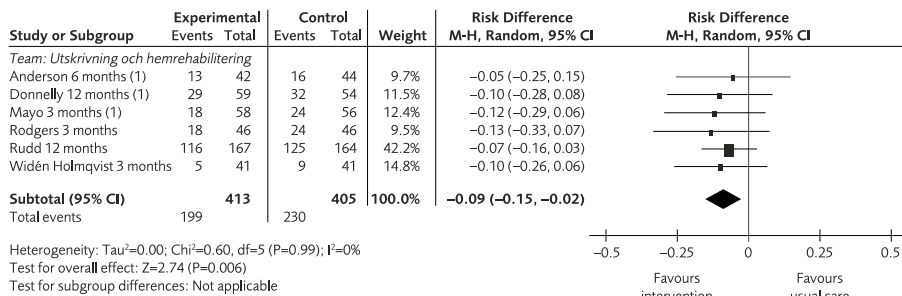 Experimental Control Risk Difference Risk Difference
Study or Subgroup Events Total Events Total Weight M-H, Random, 95% CI M-H, Random, 95% CI
Team: Utskrivning och hemrehabilitering
Anderson 6 months (1) 13 42 16 44 9.7% −0.05 (−0.25, 0.15)
Donnelly 12 months (1) 29 59 32 54 11.5% −0.10 (−0.28, 0.08)
Mayo 3 months (1) 18 58 24 56 12.4% −0.12 (−0.29, 0.06)
Rodgers 3 months 18 46 24 46 9.5% −0.13 (−0.33, 0.07)
Rudd 12 months 116 167 125 164 42.2% −0.07 (−0.16, 0.03)
Widén Holmqvist 3 months 5 41 9 41 14.8% −0.10 (−0.26, 0.06)
Subtotal (95% CI) 413 405 100.0% −0.09 (−0.15, −0.02)
Total events 199 230
Heterogeneity: Tau²=0.00; Chi²=0.60, df=5 (P=0.99); I²=0%
Test for overall effect: Z=2.74 (P=0.006)
Test for subgroup differences: Not applicable
−0.5 −0.25 0 0.25 0.5
Favours Favours
intervention usual care